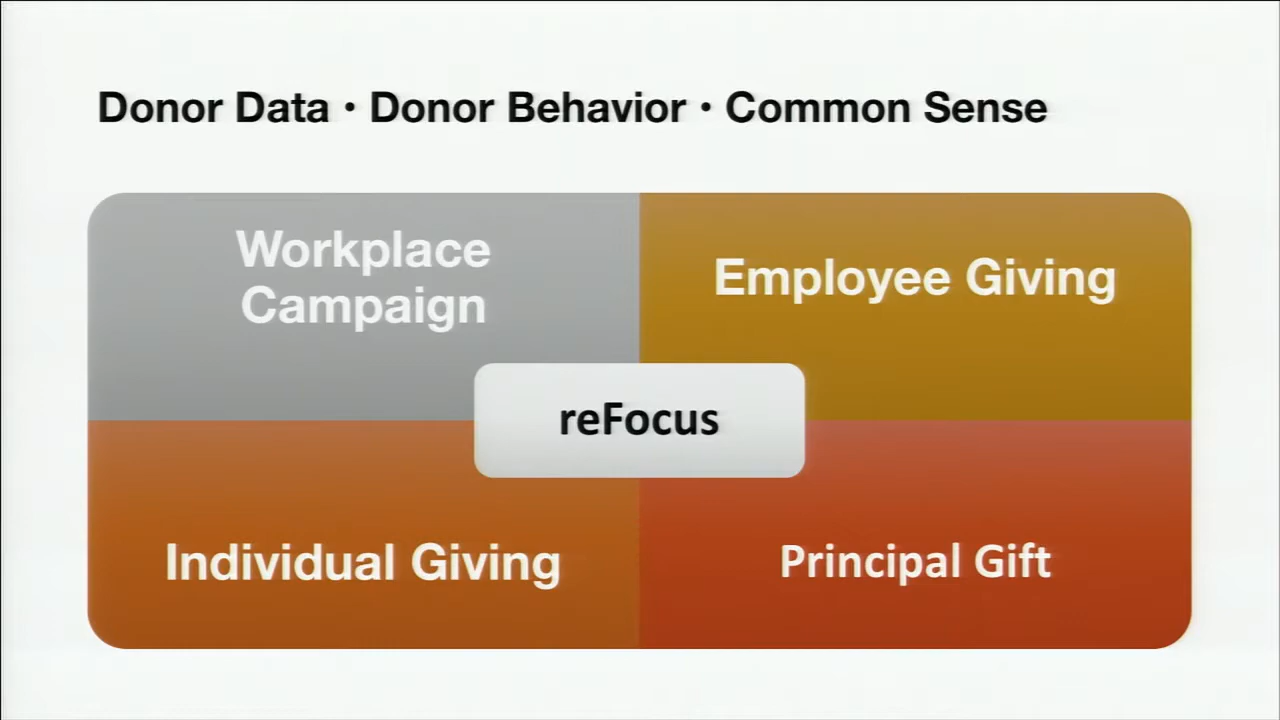 Donor Data • Donor Behavior • Common Sense
Workplace
Campaign
Employee Giving
reFocus
Individual Giving
Principal Gift